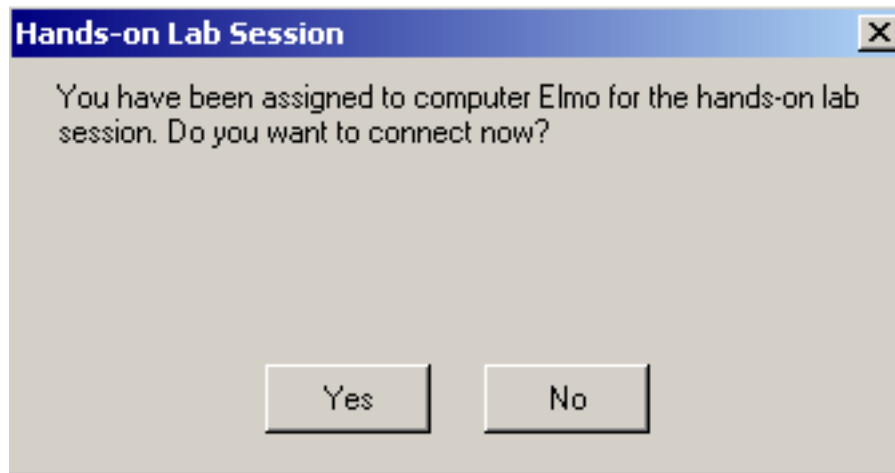 Hands-on Lab Session
You have been assigned to computer Elmo for the hands-on lab
session. Do you want to connect now?
Yes No